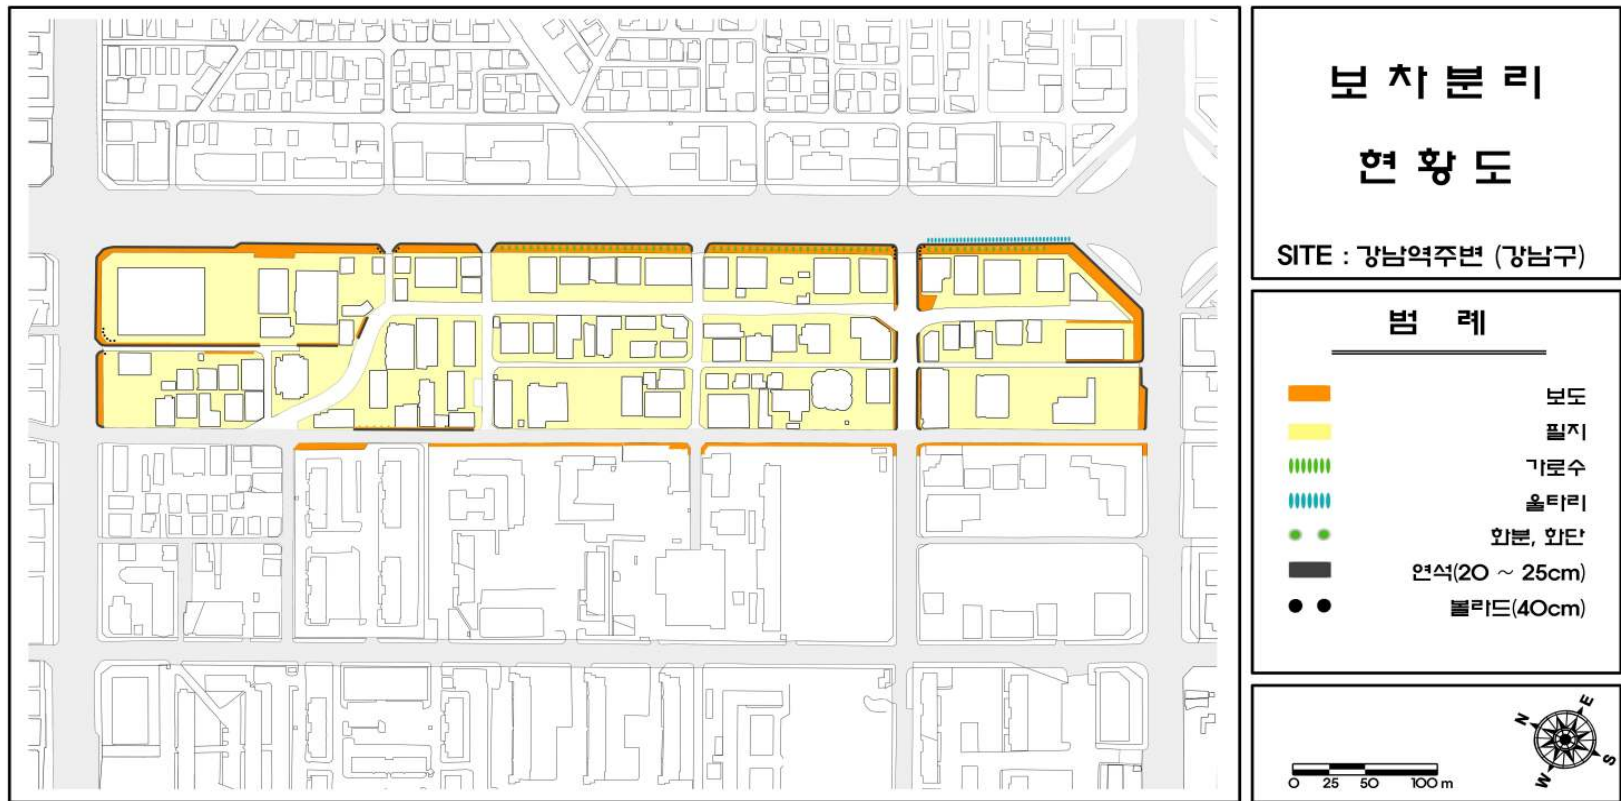 보차분리
현황도
SITE : 강남역주변 (강남구)
범 례
보도
필지
가로수
울타리
화분, 화단
연석(20 ~ 25cm)
볼라드(40cm)
N
E
W
S
0 25 50 100 m